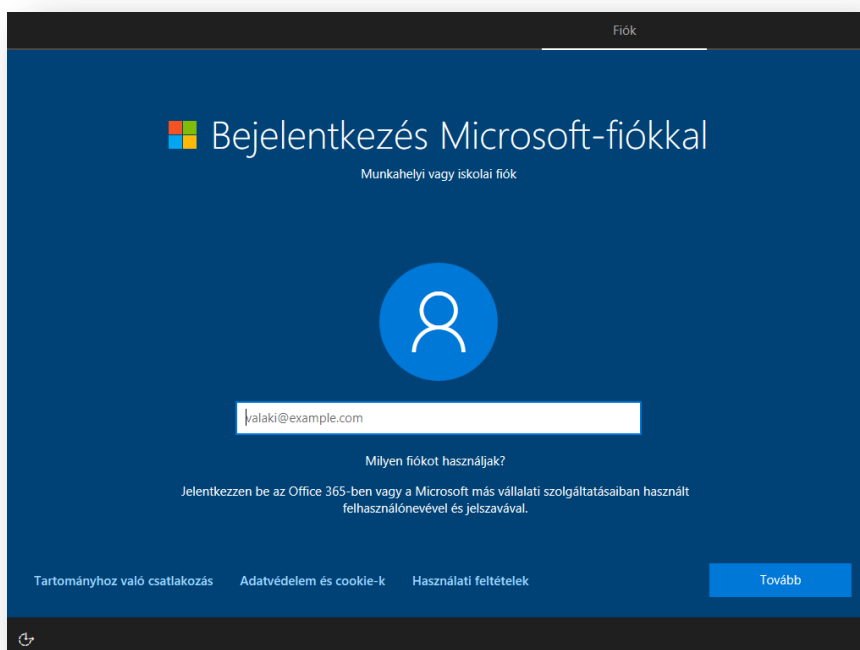 Fiók
Bejelentkezés Microsoft-fiókkal
Munkahelyi vagy iskolai fiók
valaki@example.com
Milyen fiókot használjak?
Jelentkezzen be az Office 365-ben vagy a Microsoft más vállalati szolgáltatásaiban használt
felhasználónevével és jelszavával.
Tartományhoz való csatlakozás
Adatvédelem és cookie-k
Használati feltételek
Tovább